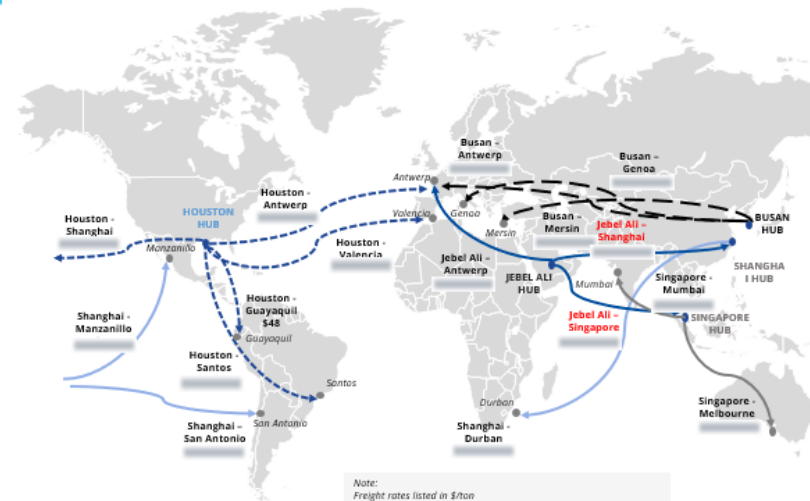 Busan –
Antwerp
Busan –
Genoa
Antwerp
Houston -
Antwerp
HOUSTON
HUB
Houston -
Shanghai
Valencia
Genoa
Mersin
Busan –
Mersin
Jebel Ali –
Shanghai
BUSAN
HUB
Manzanillo
Houston -
Valencia
Jebel Ali –
Antwerp
JEBEL ALI
HUB
Mumbai
Singapore -
Mumbai
SHANGHA
I HUB
Houston -
Guayaquil
$48
Guayaquil
Shanghai -
Manzanillo
Jebel Ali –
Singapore
SINGAPORE
HUB
Houston -
Santos
Santos
Durban
Shanghai –
San Antonio
San Antonio
Shanghai -
Durban
Singapore -
Melbourne
Note:
Freight rates listed in $/ton